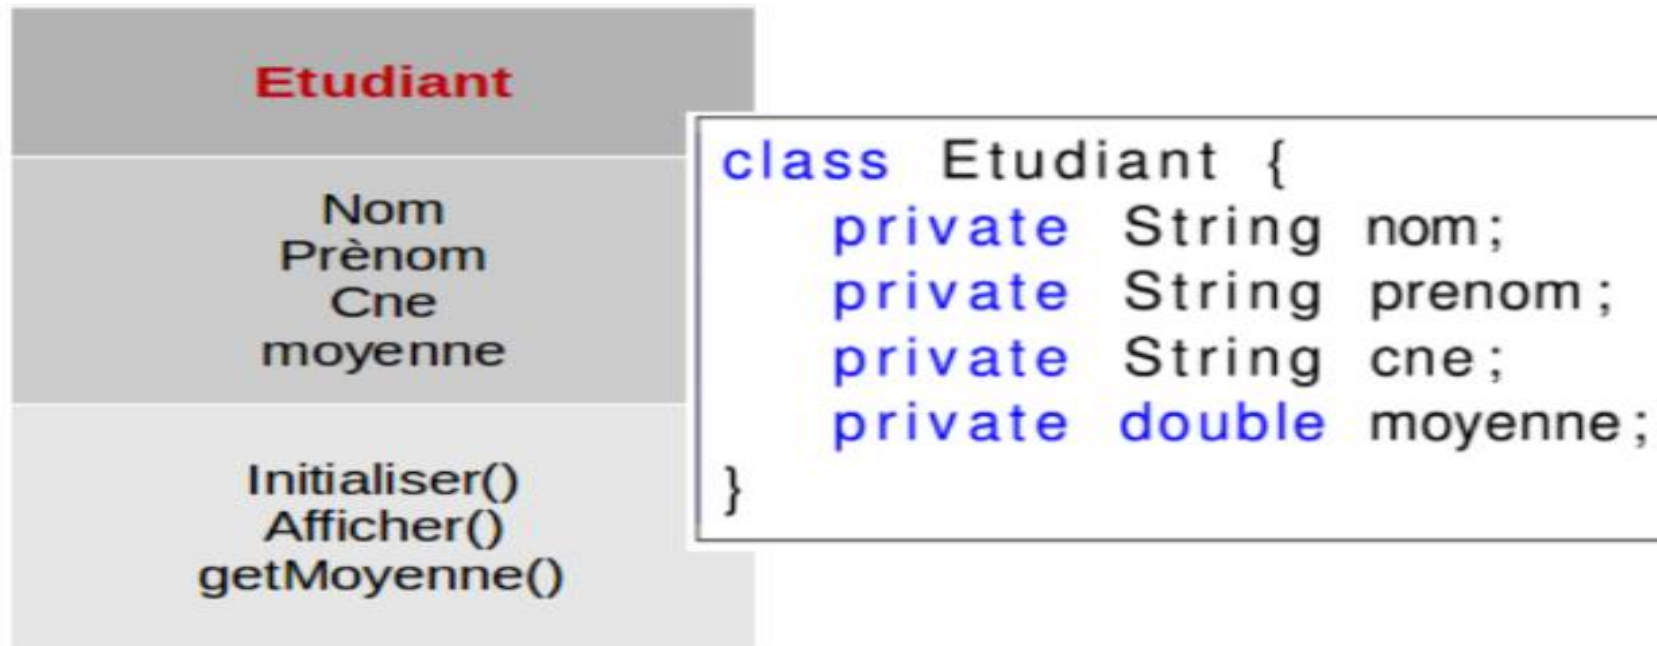 Etudiant
Nom
Prènom
Cne
moyenne
Initialiser()
Afficher()
getMoyenne()
class Etudiant {
private String nom;
private String prenom;
private String cne;
private double moyenne;
}